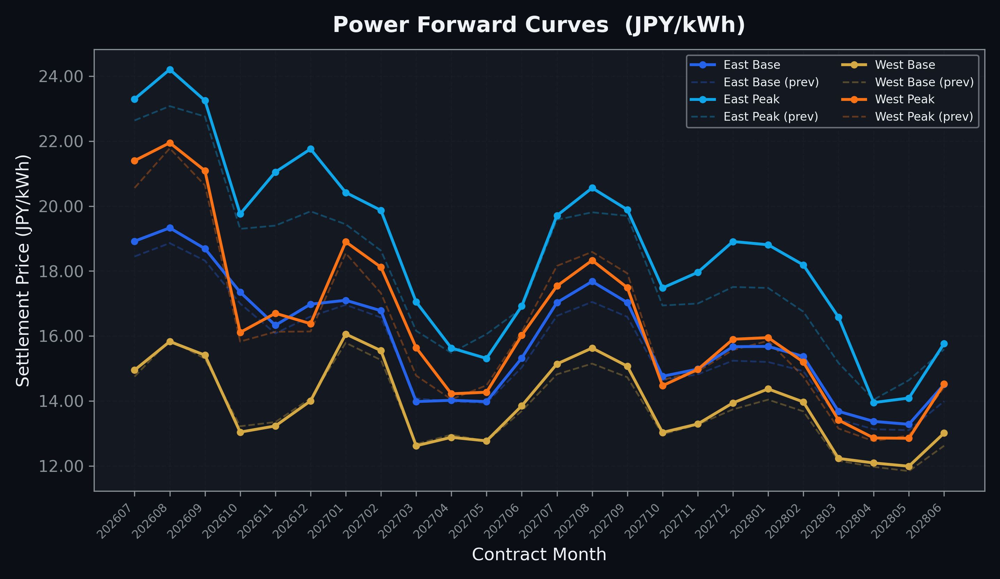 Power Forward Curves  (JPY/kWh)
East Base
East Base (prev)
East Peak
East Peak (prev)
West Base
West Base (prev)
West Peak
West Peak (prev)
Settlement Price (JPY/kWh)
24.00
22.00
20.00
18.00
16.00
14.00
12.00
202607
202608
202609
202610
202611
202612
202701
202702
202703
202704
202705
202706
202707
202708
202709
202710
202711
202712
202801
202802
202803
202804
202805
202806
Contract Month